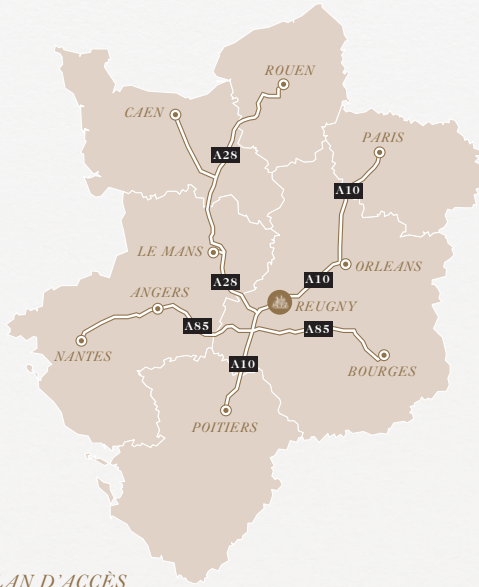 ROUEN
CAEN
PARIS
A28
A10
LE MANS
ORLEANS
A28
A10
ANGERS
REUGNY
A85
A85
NANTES
A10
BOURGES
POITIERS
LAN D'ACCÈS